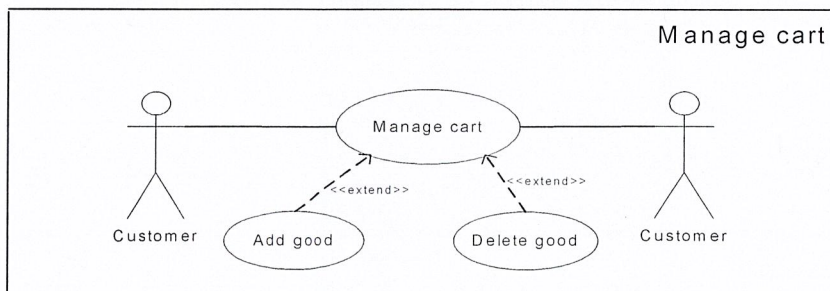 Manage cart
Manage cart
<<extend>>
<<extend>>
Customer
Add good
Delete good
Customer